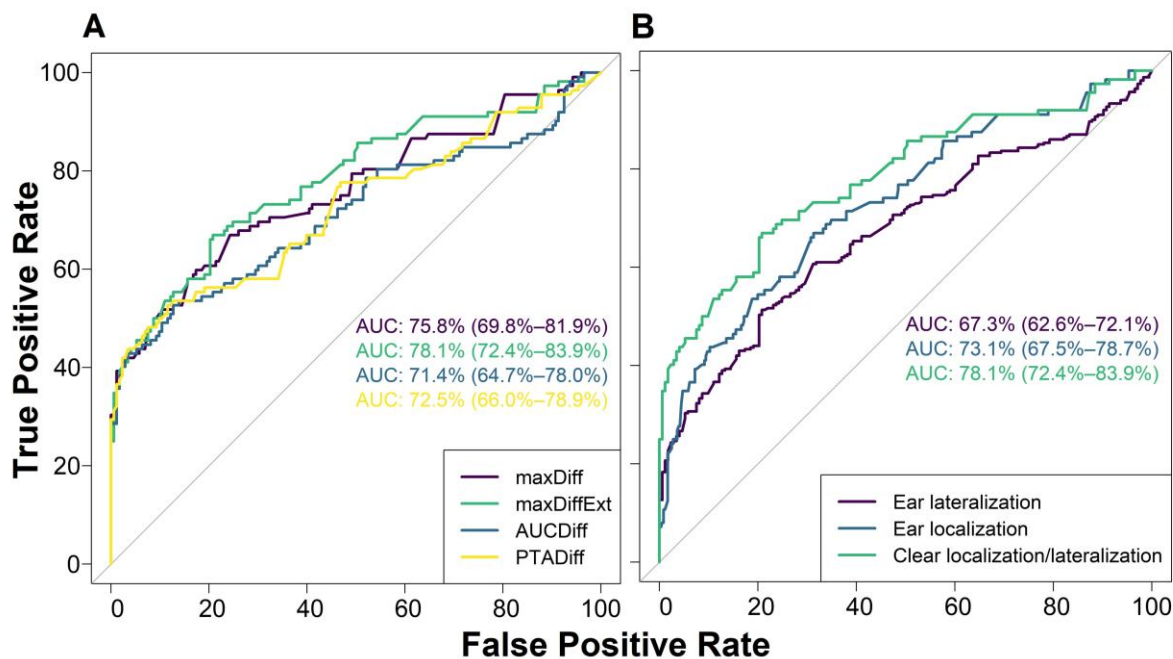 A
B
True Positive Rate
100
80
60
40
20
0
AUC: 75.8% (69.8%–81.9%)
AUC: 78.1% (72.4%–83.9%)
AUC: 71.4% (64.7%–78.0%)
AUC: 72.5% (66.0%–78.9%)
maxDiff
maxDiffExt
AUCDiff
PTADiff
0 20 40 60 80 100
AUC: 67.3% (62.6%–72.1%)
AUC: 73.1% (67.5%–78.7%)
AUC: 78.1% (72.4%–83.9%)
Ear lateralization
Ear localization
Clear localization/lateralization
0 20 40 60 80 100
False Positive Rate